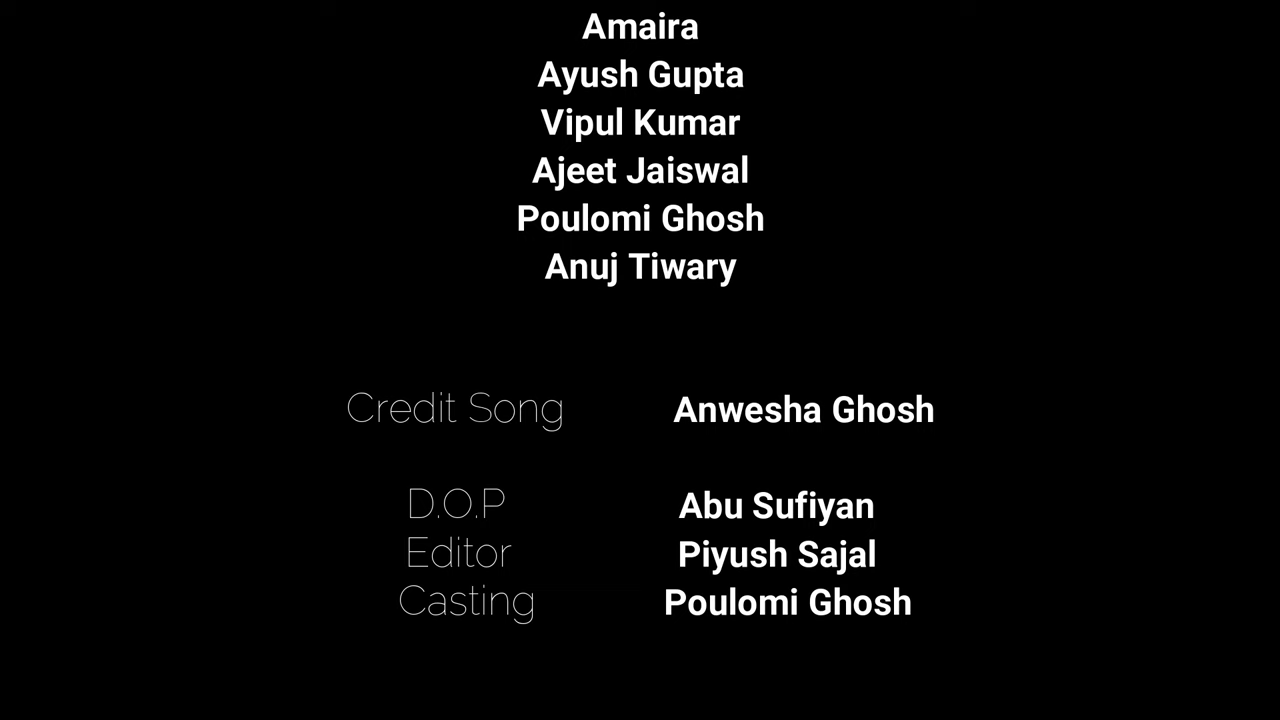 Amaira
Ayush Gupta
Vipul Kumar
Ajeet Jaiswal
Poulomi Ghosh
Anuj Tiwary
Credit Song Anwesha Ghosh
D.O.P Abu Sufiyan
Editor Piyush Sajal
Casting Poulomi Ghosh